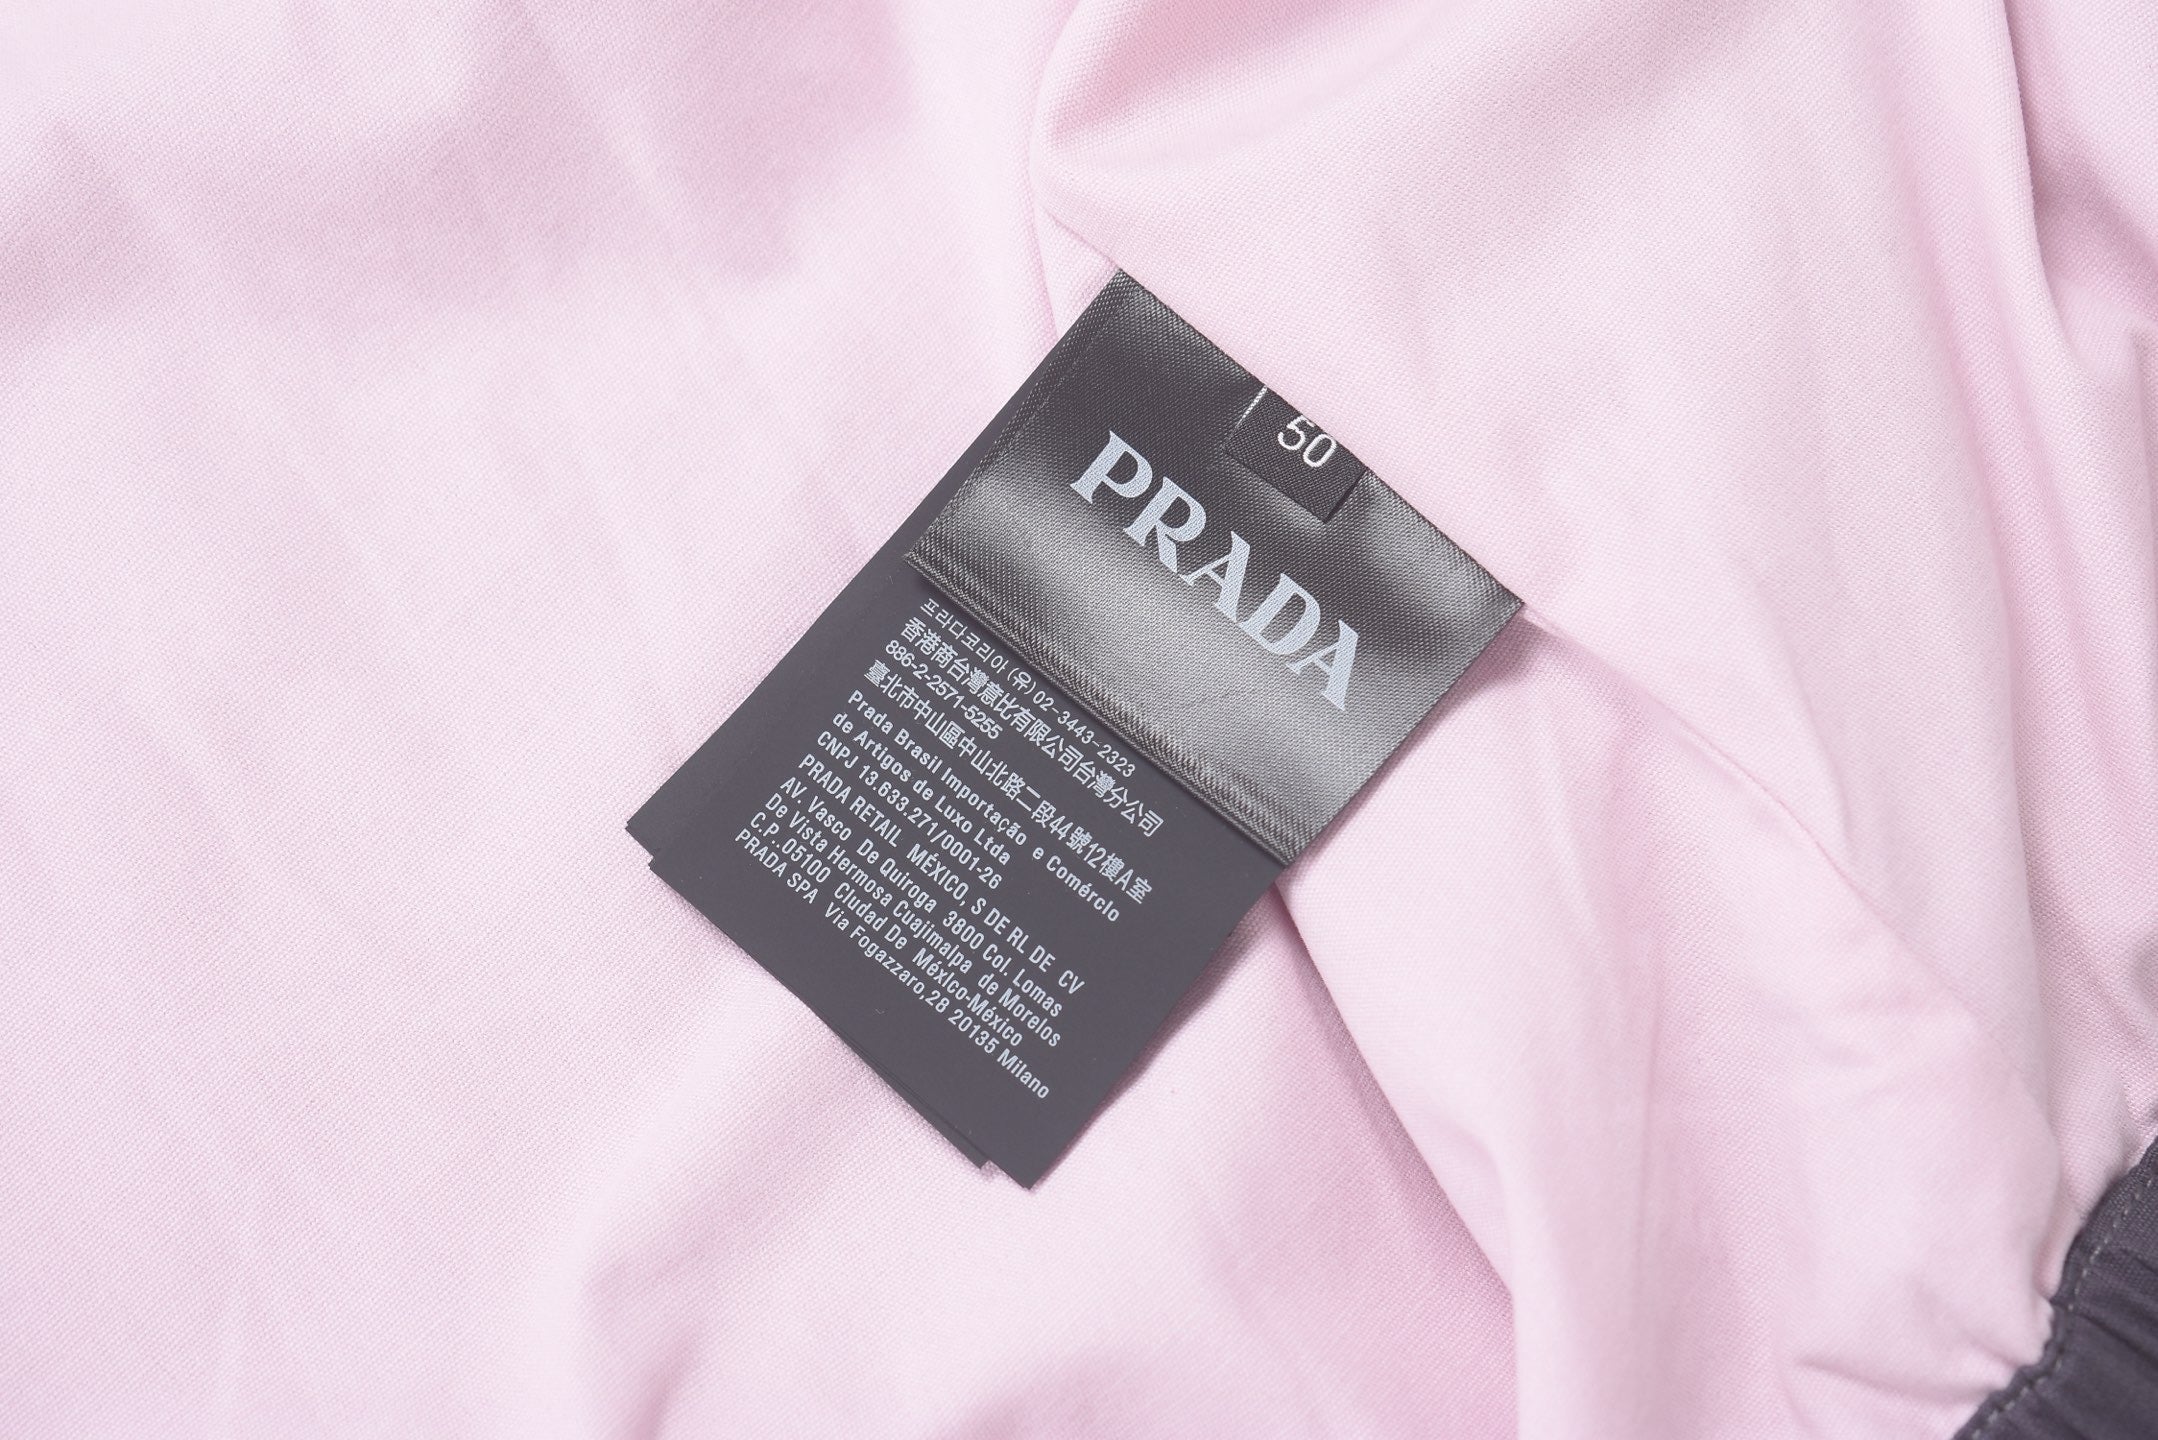 50
PRADA
프라다코리아(유)02-3443-2323
香港商台灣意比有限公司台灣分公司
886-2-2571-5255
臺北市中山區中山北路二段44號12樓A室
Prada Brasil Importação e Comércio
de Artigos de Luxo Ltda
CNPJ 13.633.271/0001-26
PRADA RETAIL MÉXICO, S DE RL DE CV
AV. Vasco De Quiroga 3800 Col. Lomas
De Vista Hermosa Cuajimalpa de Morelos
C.P..05100 Ciudad De México-México
PRADA SPA Via Fogazzaro,28 20135 Milano